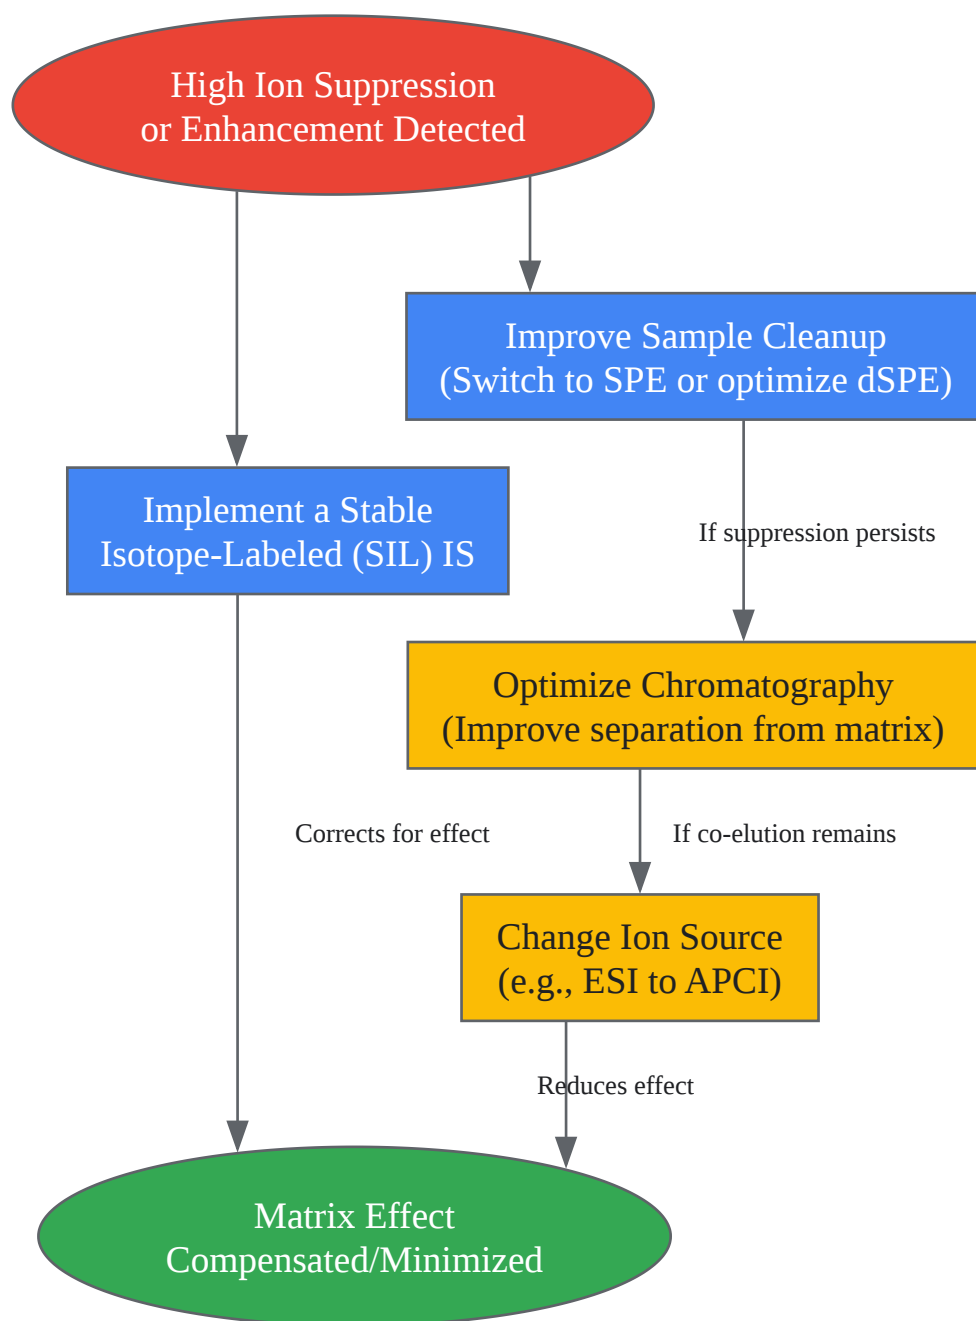 High Ion Suppression
or Enhancement Detected
Improve Sample Cleanup
(Switch to SPE or optimize dSPE)
Implement a Stable
Isotope-Labeled (SIL) IS
If suppression persists
Optimize Chromatography
(Improve separation from matrix)
Corrects for effect
If co-elution remains
Change Ion Source
(e.g., ESI to APCI)
Reduces effect
Matrix Effect
Compensated/Minimized